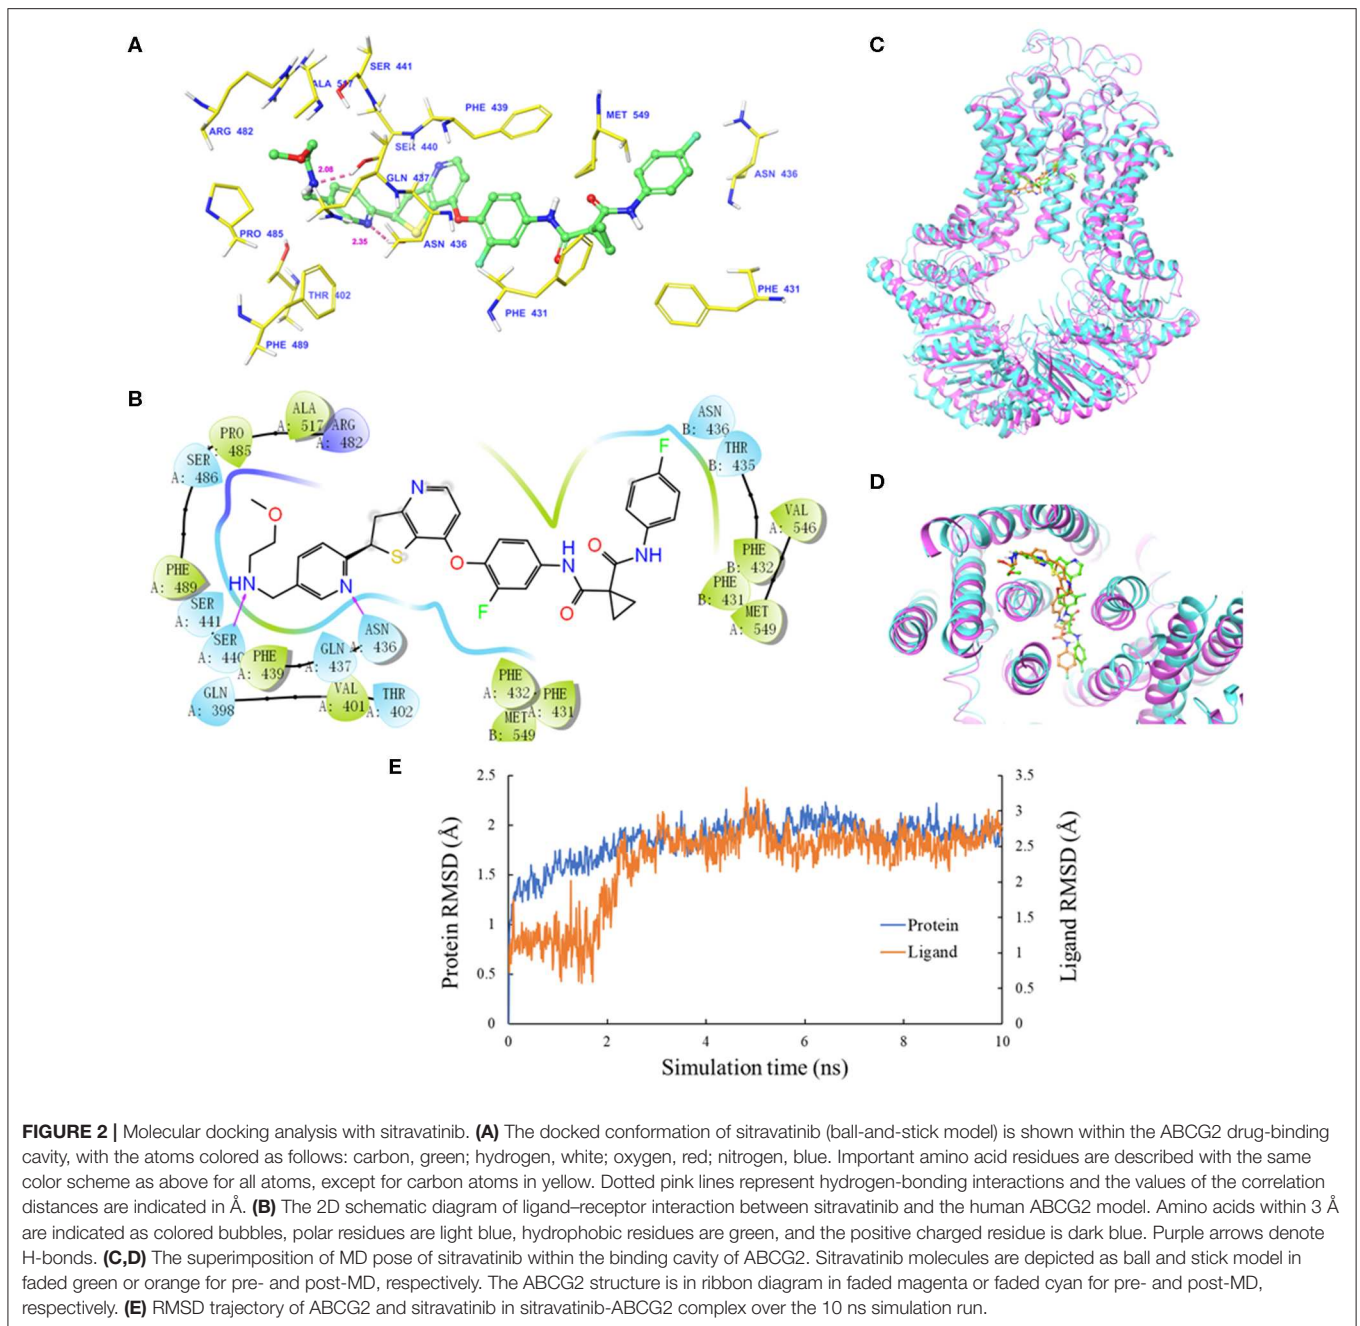 A
SER 441
ALA 517
ARG 482
PHE 439
SER 440
MET 549
ASN 436
2.08
GLN 437
PRO 485
2.35
ASN 436
THR 402
PHE 431
PHE 431
PHE 489
B
ALA
A: 517
ARG
A: 482
PRO
A: 485
SER
A: 486
PHE
A: 489
SER
A: 441
SER
A: 440
PHE
A: 439
GLN
A: 437
ASN
A: 436
GLN
A: 398
VAL
A: 401
THR
A: 402
O
HN
N
N
S
O
F
H
N
O
O
NH
F
PHE
A: 432
PHE
A: 431
MET
B: 549
ASN
B: 436
THR
B: 435
VAL
A: 546
PHE
B: 432
PHE
B: 431
MET
A: 549
C
D
E
Protein RMSD (Å)
2.5
2
1.5
1
0.5
0
Ligand RMSD (Å)
3.5
3
2.5
2
1.5
1
0.5
0
Protein
Ligand
0 2 4 6 8 10
Simulation time (ns)
FIGURE 2 | Molecular docking analysis with sitravatinib. (A) The docked conformation of sitravatinib (ball-and-stick model) is shown within the ABCG2 drug-binding
cavity, with the atoms colored as follows: carbon, green; hydrogen, white; oxygen, red; nitrogen, blue. Important amino acid residues are described with the same
color scheme as above for all atoms, except for carbon atoms in yellow. Dotted pink lines represent hydrogen-bonding interactions and the values of the correlation
distances are indicated in Å. (B) The 2D schematic diagram of ligand–receptor interaction between sitravatinib and the human ABCG2 model. Amino acids within 3 Å
are indicated as colored bubbles, polar residues are light blue, hydrophobic residues are green, and the positive charged residue is dark blue. Purple arrows denote
H-bonds. (C,D) The superimposition of MD pose of sitravatinib within the binding cavity of ABCG2. Sitravatinib molecules are depicted as ball and stick model in
faded green or orange for pre- and post-MD, respectively. The ABCG2 structure is in ribbon diagram in faded magenta or faded cyan for pre- and post-MD,
respectively. (E) RMSD trajectory of ABCG2 and sitravatinib in sitravatinib-ABCG2 complex over the 10 ns simulation run.